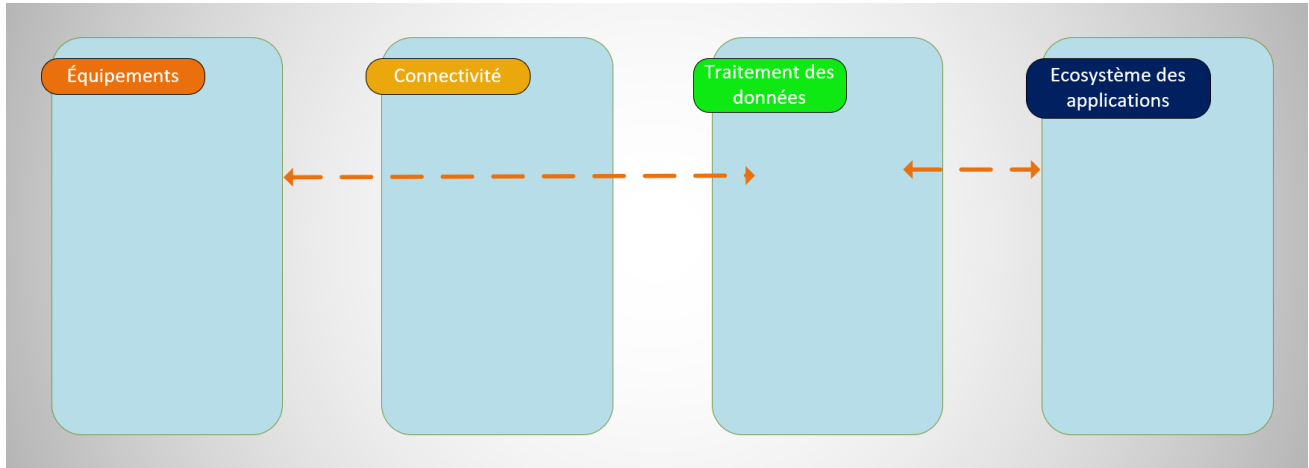 Équipements
Connectivité
Traitement des
données
Ecosystème des
applications